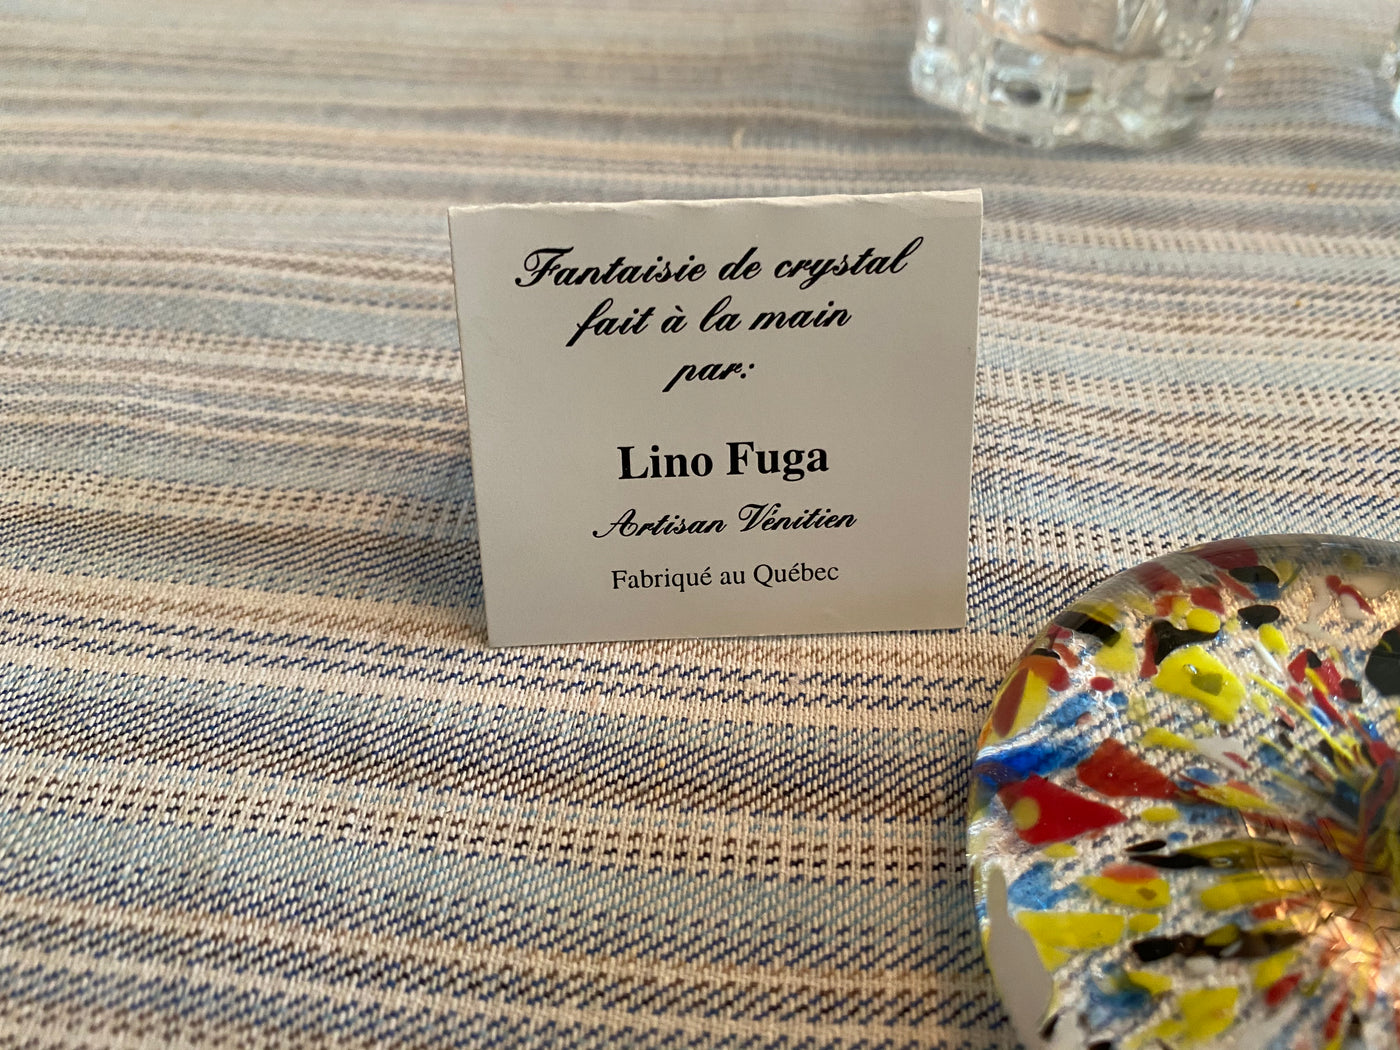 Fantaisie de crystal
fait à la main
par:
Lino Fuga
Artisan Vénitien
Fabriqué au Québec